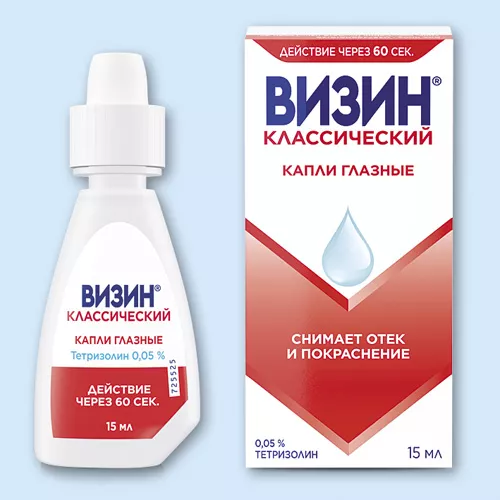 ВИЗИН®
КЛАССИЧЕСКИЙ
КАПЛИ ГЛАЗНЫЕ
Тетризолин 0,05 %
ДЕЙСТВИЕ
ЧЕРЕЗ 60 СЕК.
15 мл
725525
ДЕЙСТВИЕ ЧЕРЕЗ 60 СЕК.
ВИЗИН®
КЛАССИЧЕСКИЙ
КАПЛИ ГЛАЗНЫЕ
СНИМАЕТ ОТЕК
И ПОКРАСНЕНИЕ
0,05 %
ТЕТРИЗОЛИН
15 мл